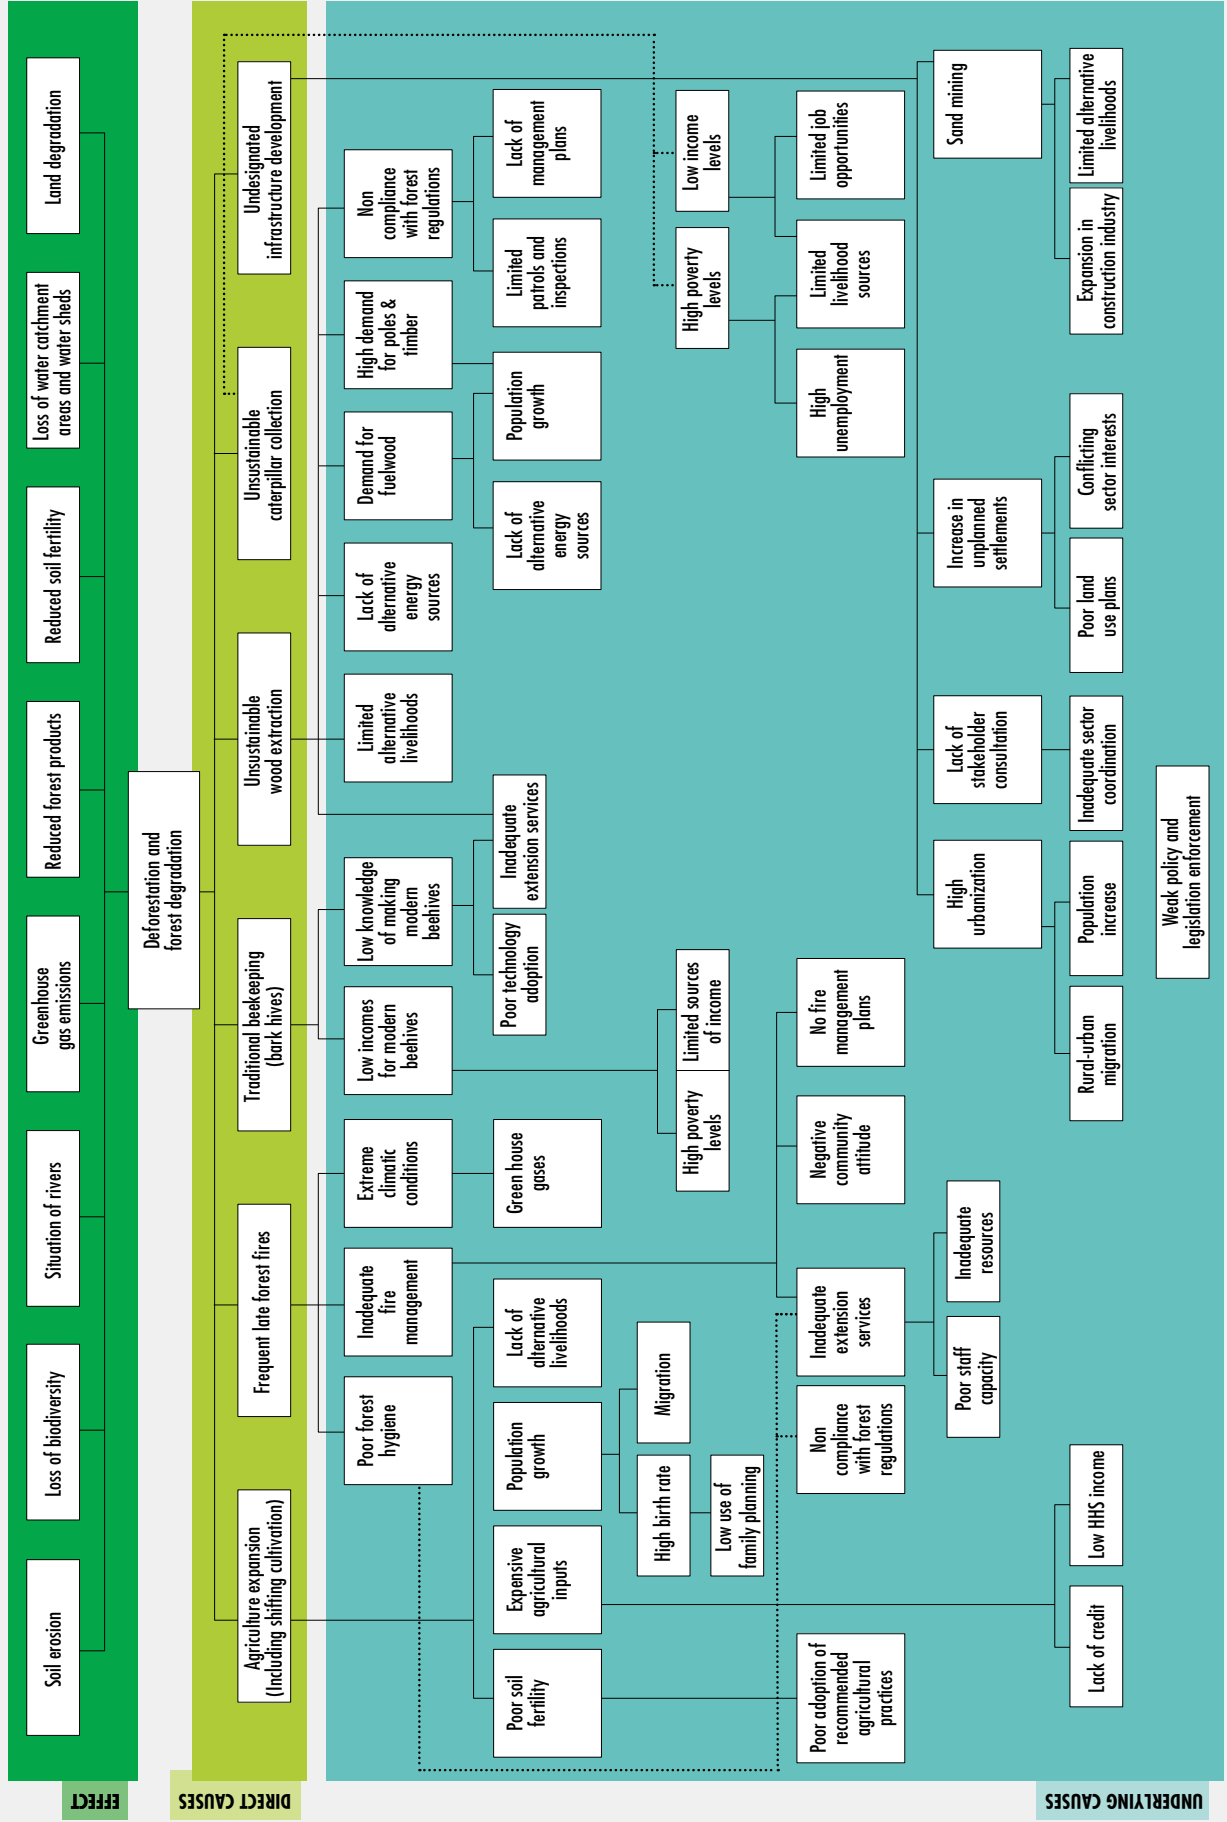 EFFECT
Soil erosion
Loss of biodiversity
Situation of rivers
Greenhouse
gas emissions
Reduced forest products
Reduced soil fertility
Loss of water catchment
areas and water sheds
Land degradation
Deforestation and
forest degradation
DIRECT CAUSES
Agriculture expansion
(Including shifting cultivation)
Frequent late forest fires
Traditional beekeeping
(bark hives)
Unsustainable
wood extraction
Unsustainable
caterpillar collection
Undesignated
infrastructure development
UNDERLYING CAUSES
Poor forest
hygiene
Inadequate
fire
management
Extreme
climatic
conditions
Low incomes
for modern
beehives
Low knowledge
of making
modern
beehives
Limited
alternative
livelihoods
Lack of
alternative
energy
sources
Demand for
fuelwood
High demand
for poles &
timber
Non
compliance
with forest
regulations
Poor soil
fertility
Expensive
agricultural
inputs
Population
growth
Lack of
alternative
livelihoods
Green house
gases
Poor technology
adoption
Inadequate
extension services
Lack of
alternative
energy
sources
Population
growth
Limited
patrols and
inspections
Lack of
management
plans
High birth rate
Migration
Low use of
family planning
High poverty
levels
Limited sources
of income
High poverty
levels
Low income
levels
Poor adoption of
recommended
agricultural
practices
Non
compliance
with forest
regulations
Inadequate
extension
services
Negative
community
attitude
No fire
management
plans
High
unemployment
Limited
livelihood
sources
Limited job
opportunities
Poor staff
capacity
Inadequate
resources
High
urbanization
Lack of
stakeholder
consultation
Increase in
unplanned
settlements
Sand mining
Lack of credit
Low HHS income
Rural-urban
migration
Population
increase
Inadequate sector
coordination
Poor land
use plans
Conflicting
sector interests
Expansion in
construction industry
Limited alternative
livelihoods
Weak policy and
legislation enforcement